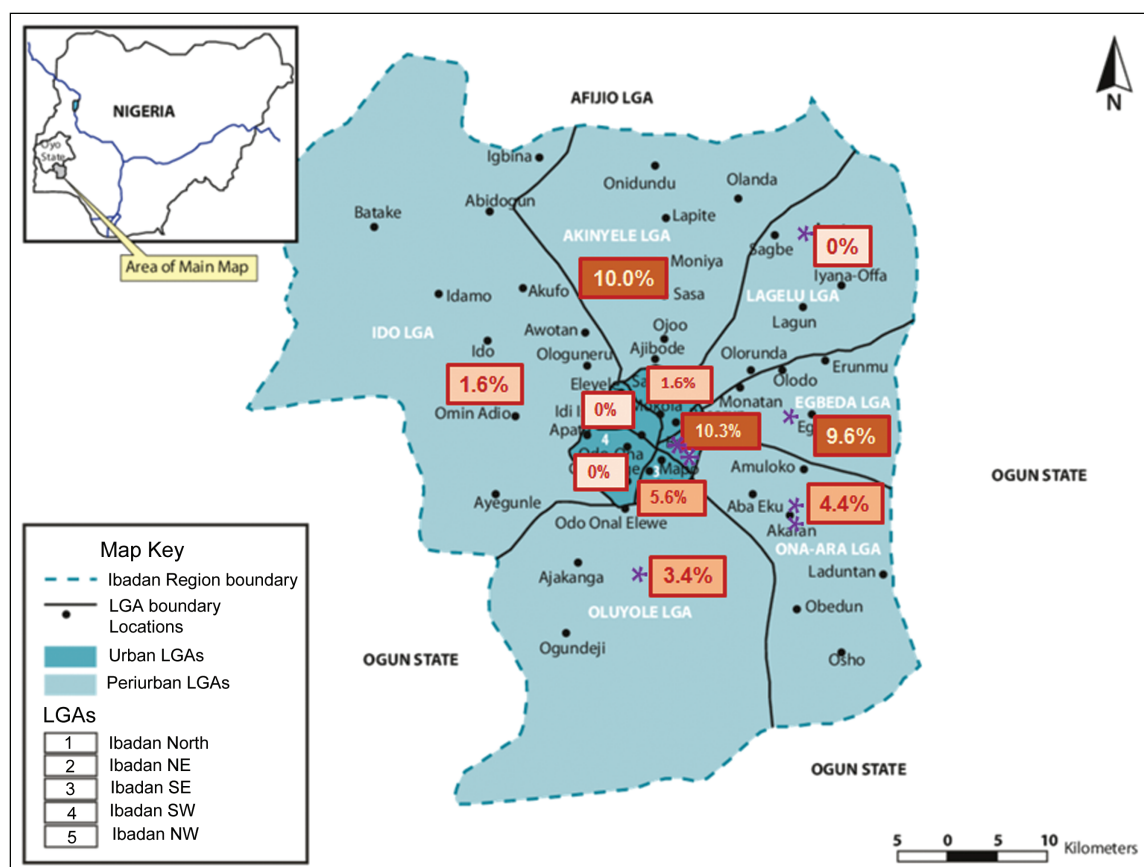 NIGERIA
Oyo
State
Area of Main Map
AFIJIO LGA
N
Igbina
Onidundu
Olanda
Abidogun
Batake
Lapite
AKINYELE LGA
Sagbe
0%
Moniya
10.0%
Iyana-Offa
Akufo
Sasa
LAGELU LGA
Idamo
Lagun
IDO LGA
Awotan
Ojoo
Ido
Ajibode
Ologuneru
Olorunda
Erunmu
Olodo
1.6%
1.6%
Monatan
EGBEDA LGA
0%
Omin Adio
10.3%
9.6%
4
Mapo
0%
3
Amuloko
OGUN STATE
Ayegunle
5.6%
Aba Eku
4.4%
Odo Onal Elewe
Akaran
ONA-ARA LGA
Ajakanga
3.4%
Laduntan
OLUYOLE LGA
Obedun
Ogundeji
OGUN STATE
Osho
OGUN STATE
Map Key
Ibadan Region boundary
LGA boundary
Locations
Urban LGAs
Periurban LGAs
LGAs
1 Ibadan North
2 Ibadan NE
3 Ibadan SE
4 Ibadan SW
5 Ibadan NW
5 0 5 10 Kilometers